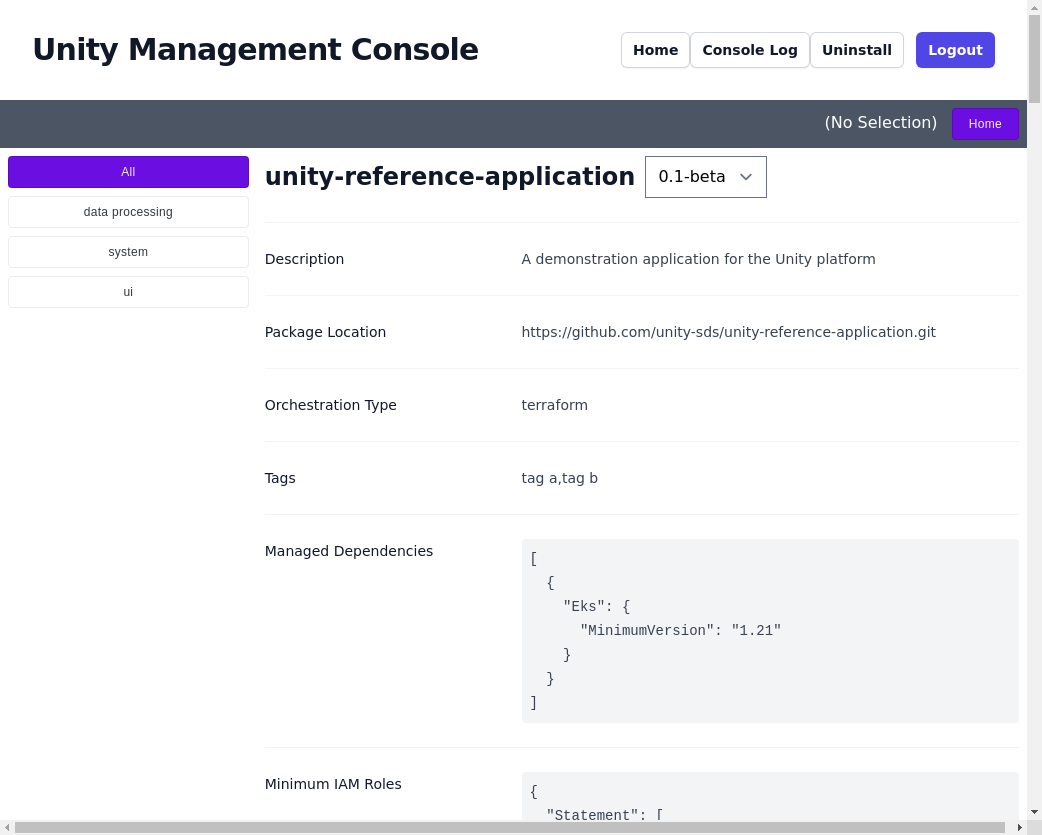 Unity Management Console
Home Console Log Uninstall Logout
(No Selection) Home
All
data processing
system
ui
unity-reference-application 0.1-beta
Description A demonstration application for the Unity platform
Package Location https://github.com/unity-sds/unity-reference-application.git
Orchestration Type terraform
Tags tag a,tag b
Managed Dependencies
[
  {
    "Eks": {
      "MinimumVersion": "1.21"
    }
  }
]
Minimum IAM Roles
{
  "Statement": [